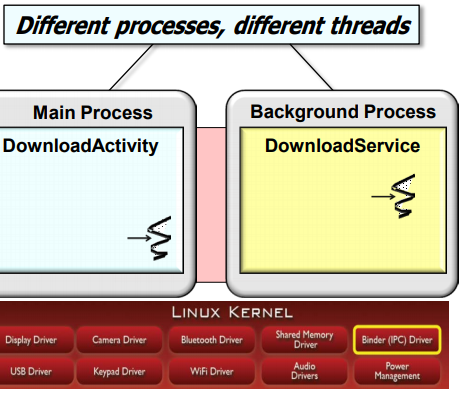 Different processes, different threads
Main Process
DownloadActivity
Background Process
DownloadService
LINUX KERNEL
Display Driver
Camera Driver
Bluetooth Driver
Shared Memory
Driver
Binder (IPC) Driver
USB Driver
Keypad Driver
WiFi Driver
Audio
Drivers
Power
Management